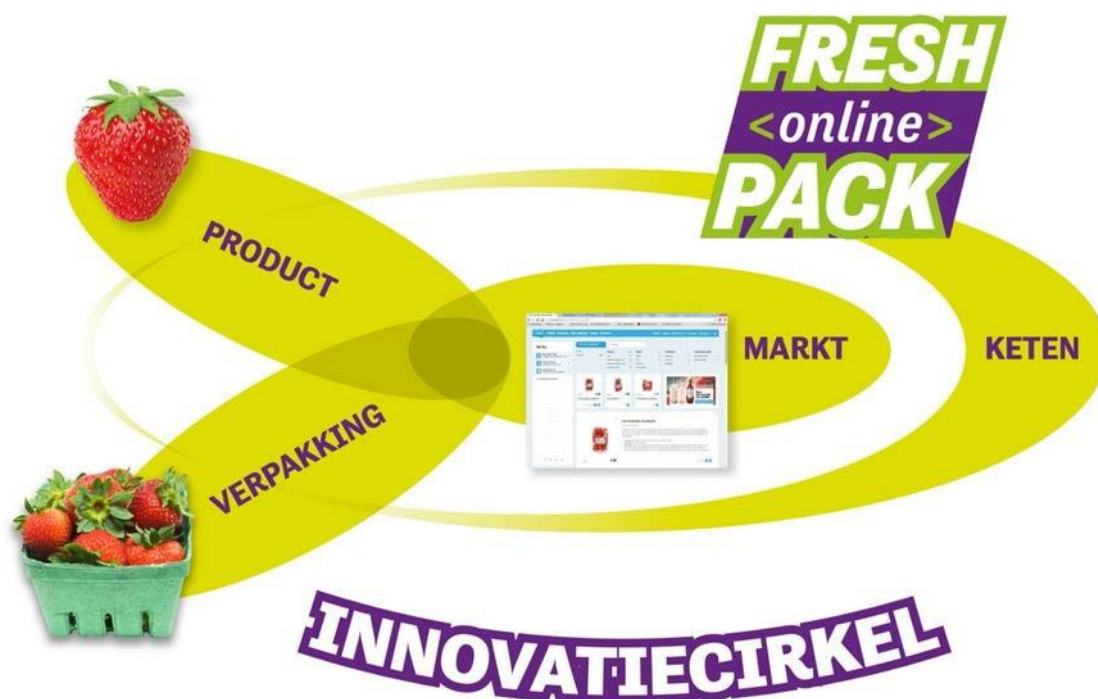 FRESH
<online>
PACK
PRODUCT
MARKT
KETEN
VERPAKKING
INNOVATIECIRKEL